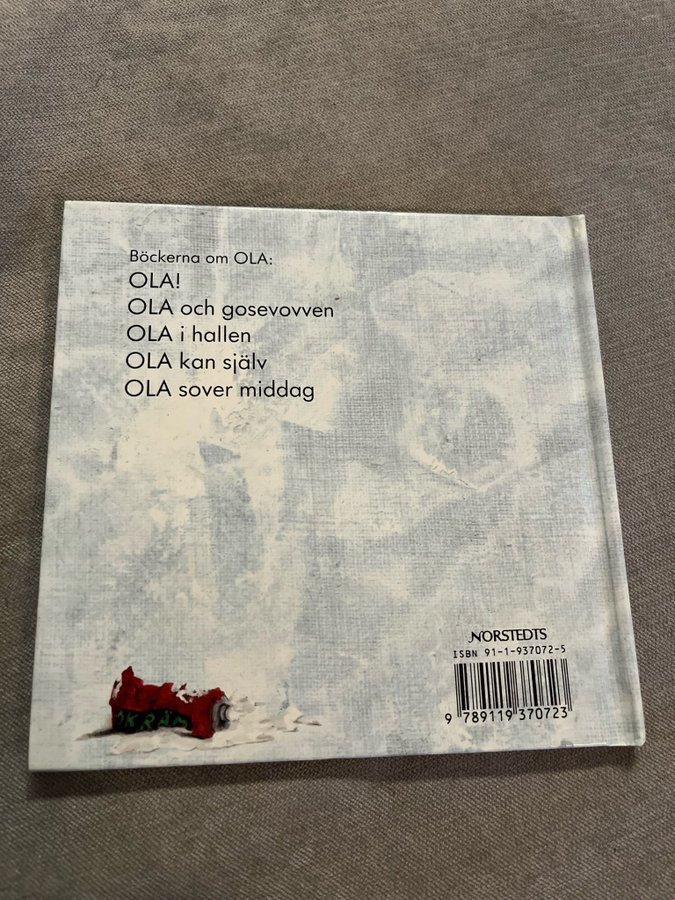 Böckerna om OLA:
OLA!
OLA och gosevovven
OLA i hallen
OLA kan själv
OLA sover middag
NORSTEDTS
ISBN 91-1-937072-5
9 789119 370723
KRÄM